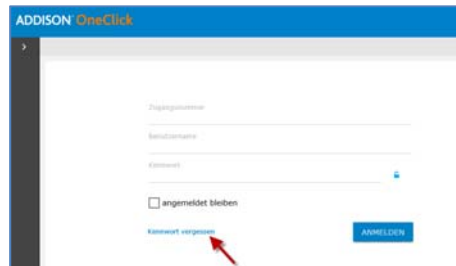 ADDISON OneClick
Zugangsnummer
Benutzername
Kennwort
angemeldet bleiben
Kennwort vergessen
ANMELDEN